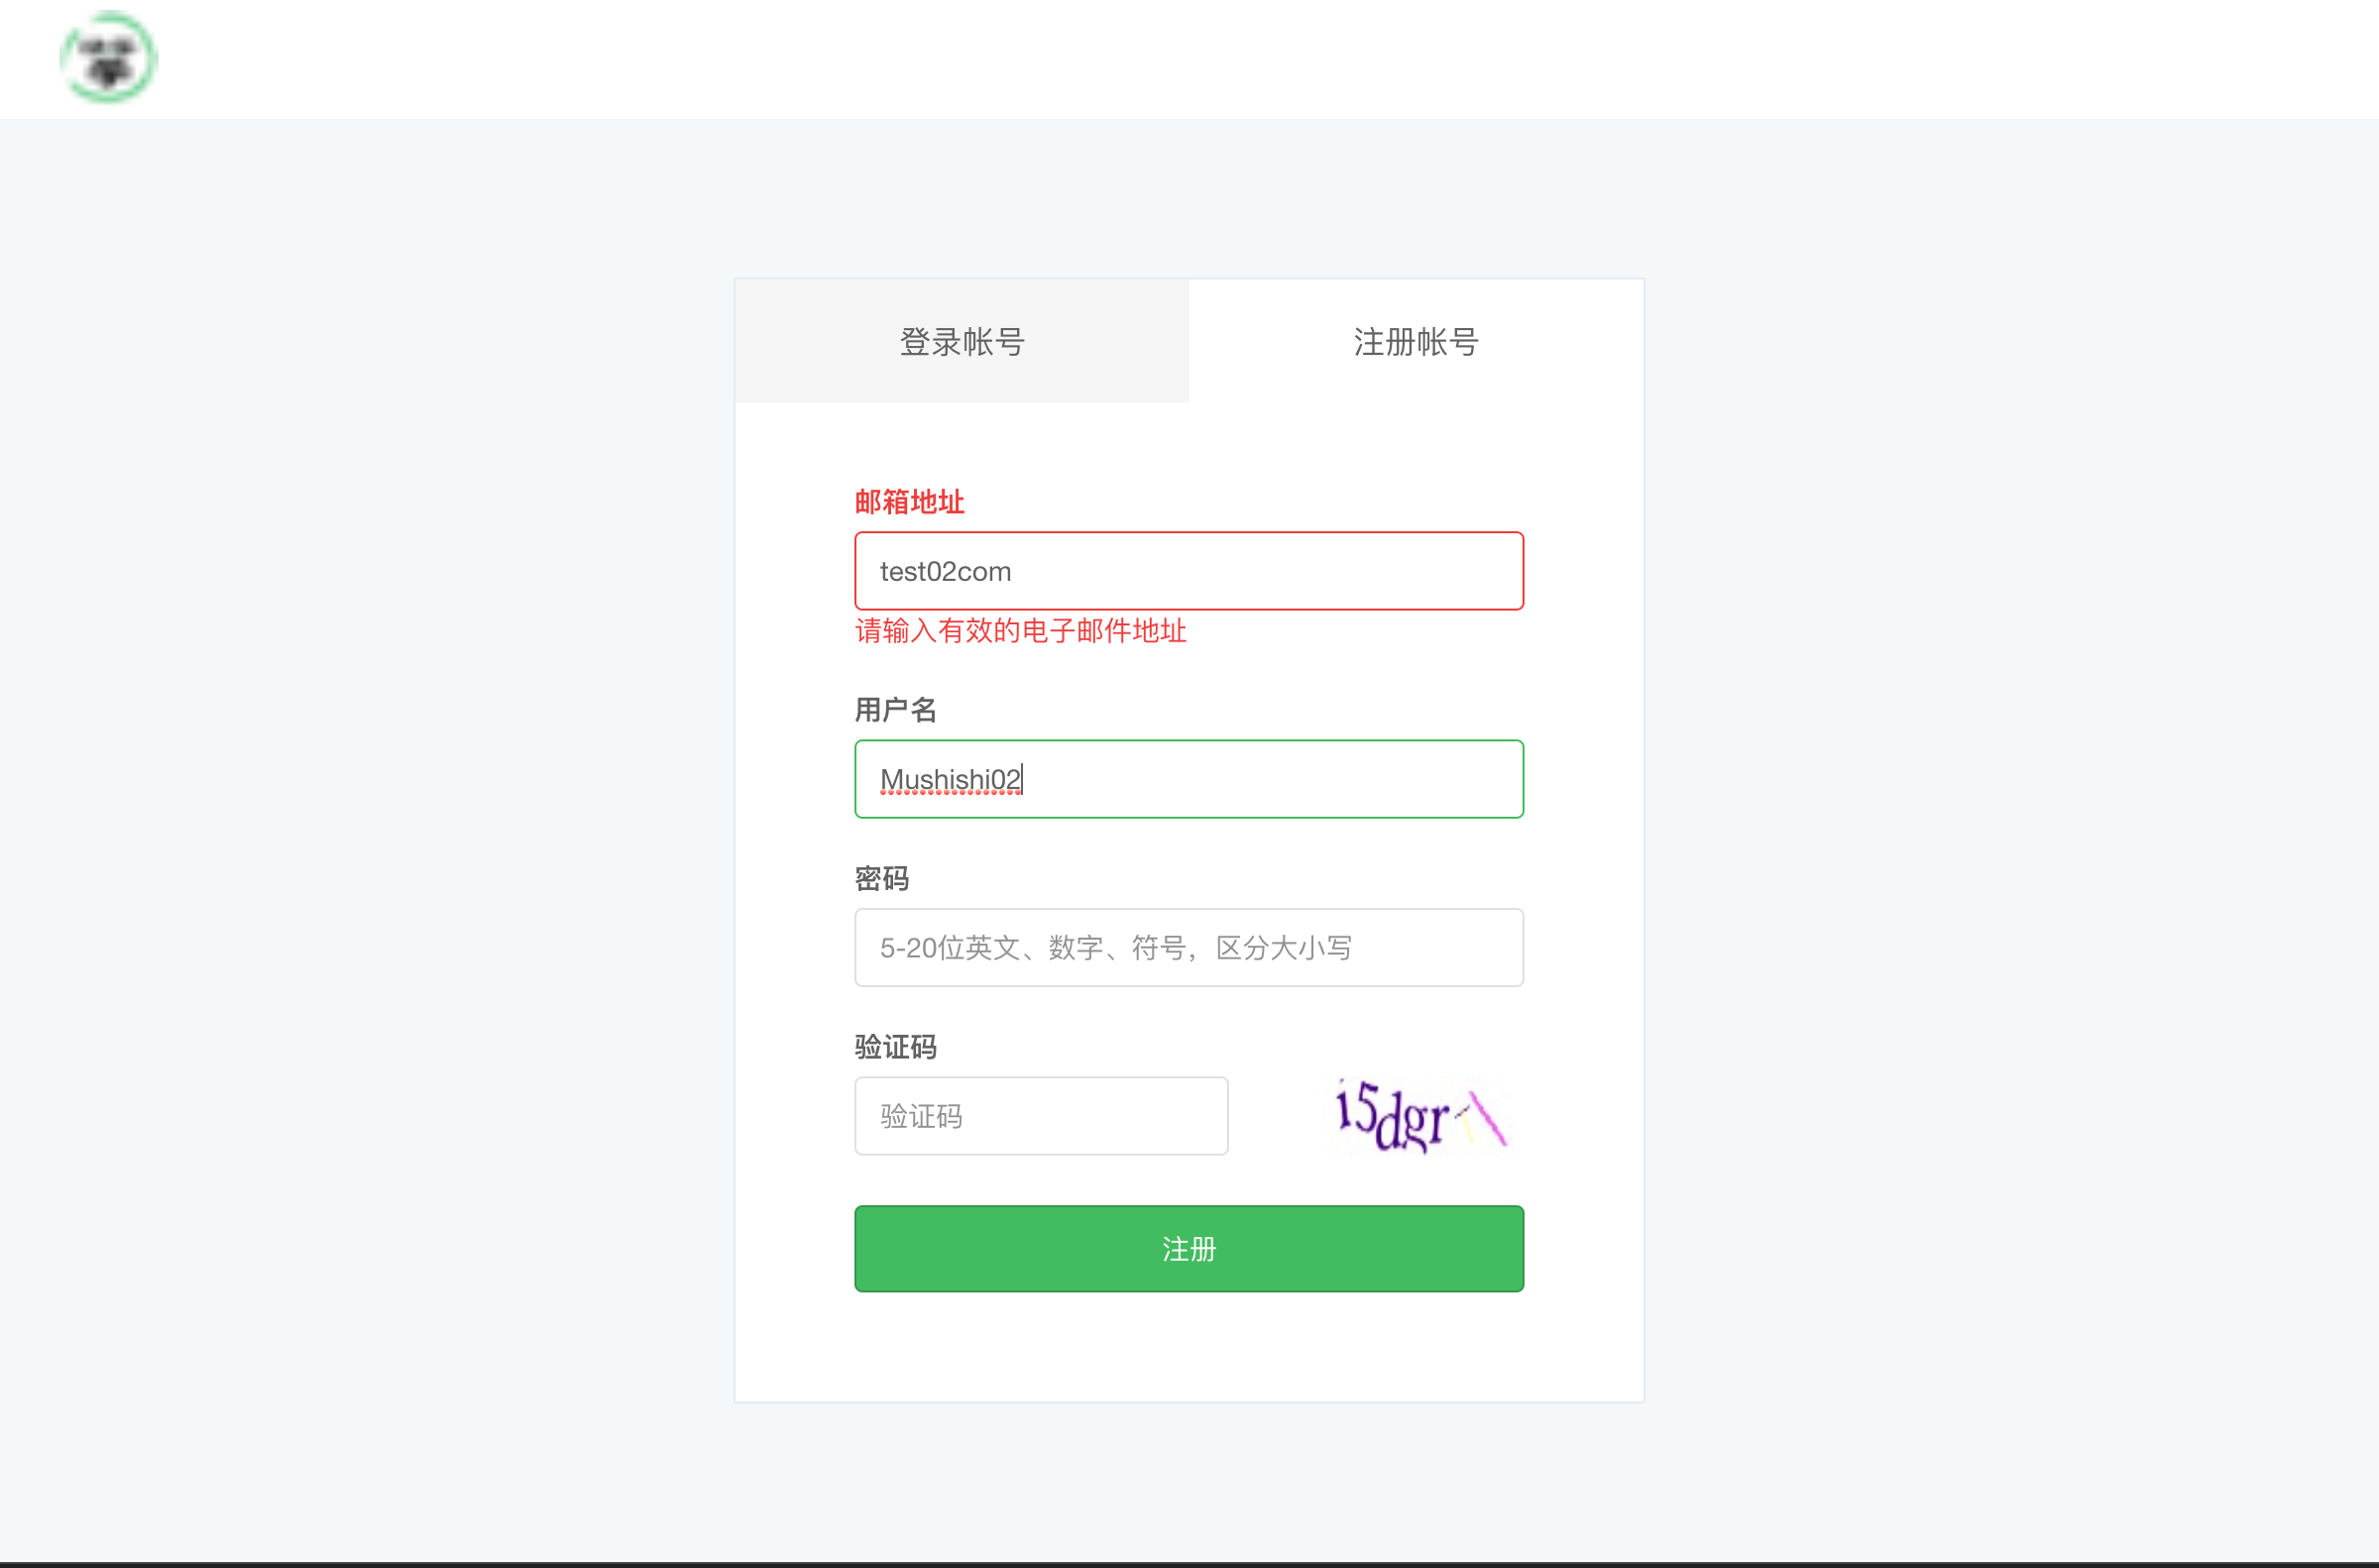 登录帐号
注册帐号
邮箱地址
test02com
请输入有效的电子邮件地址
用户名
Mushishi02
密码
5-20位英文、数字、符号，区分大小写
验证码
验证码
i5dgr
注册